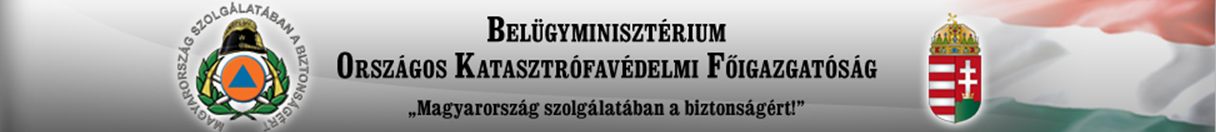 MAGYARORSZÁG SZOLGÁLATÁBAN A BIZTONSÁGÉRT
BELÜGYMINISZTÉRIUM
ORSZÁGOS KATASZTRÓFAVÉDELMI FŐIGAZGATÓSÁG
„Magyarország szolgálatában a biztonságért!”